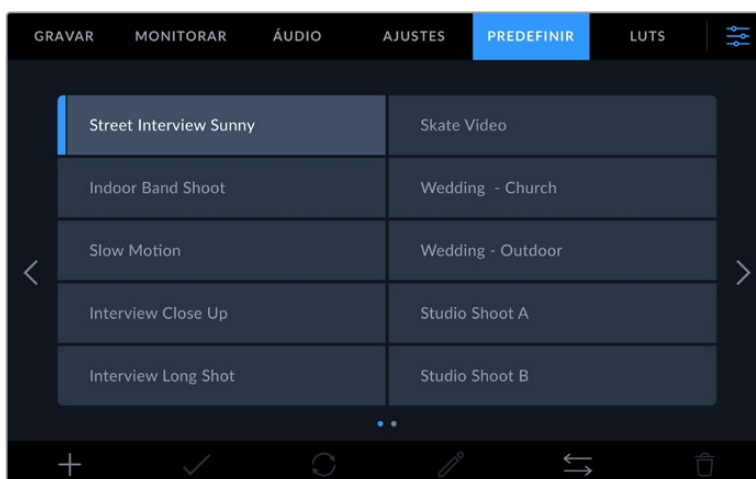 GRAVAR MONITORAR ÁUDIO AJUSTES PREDEFINIR LUTS
Street Interview Sunny Skate Video
Indoor Band Shoot Wedding - Church
Slow Motion Wedding - Outdoor
Interview Close Up Studio Shoot A
Interview Long Shot Studio Shoot B